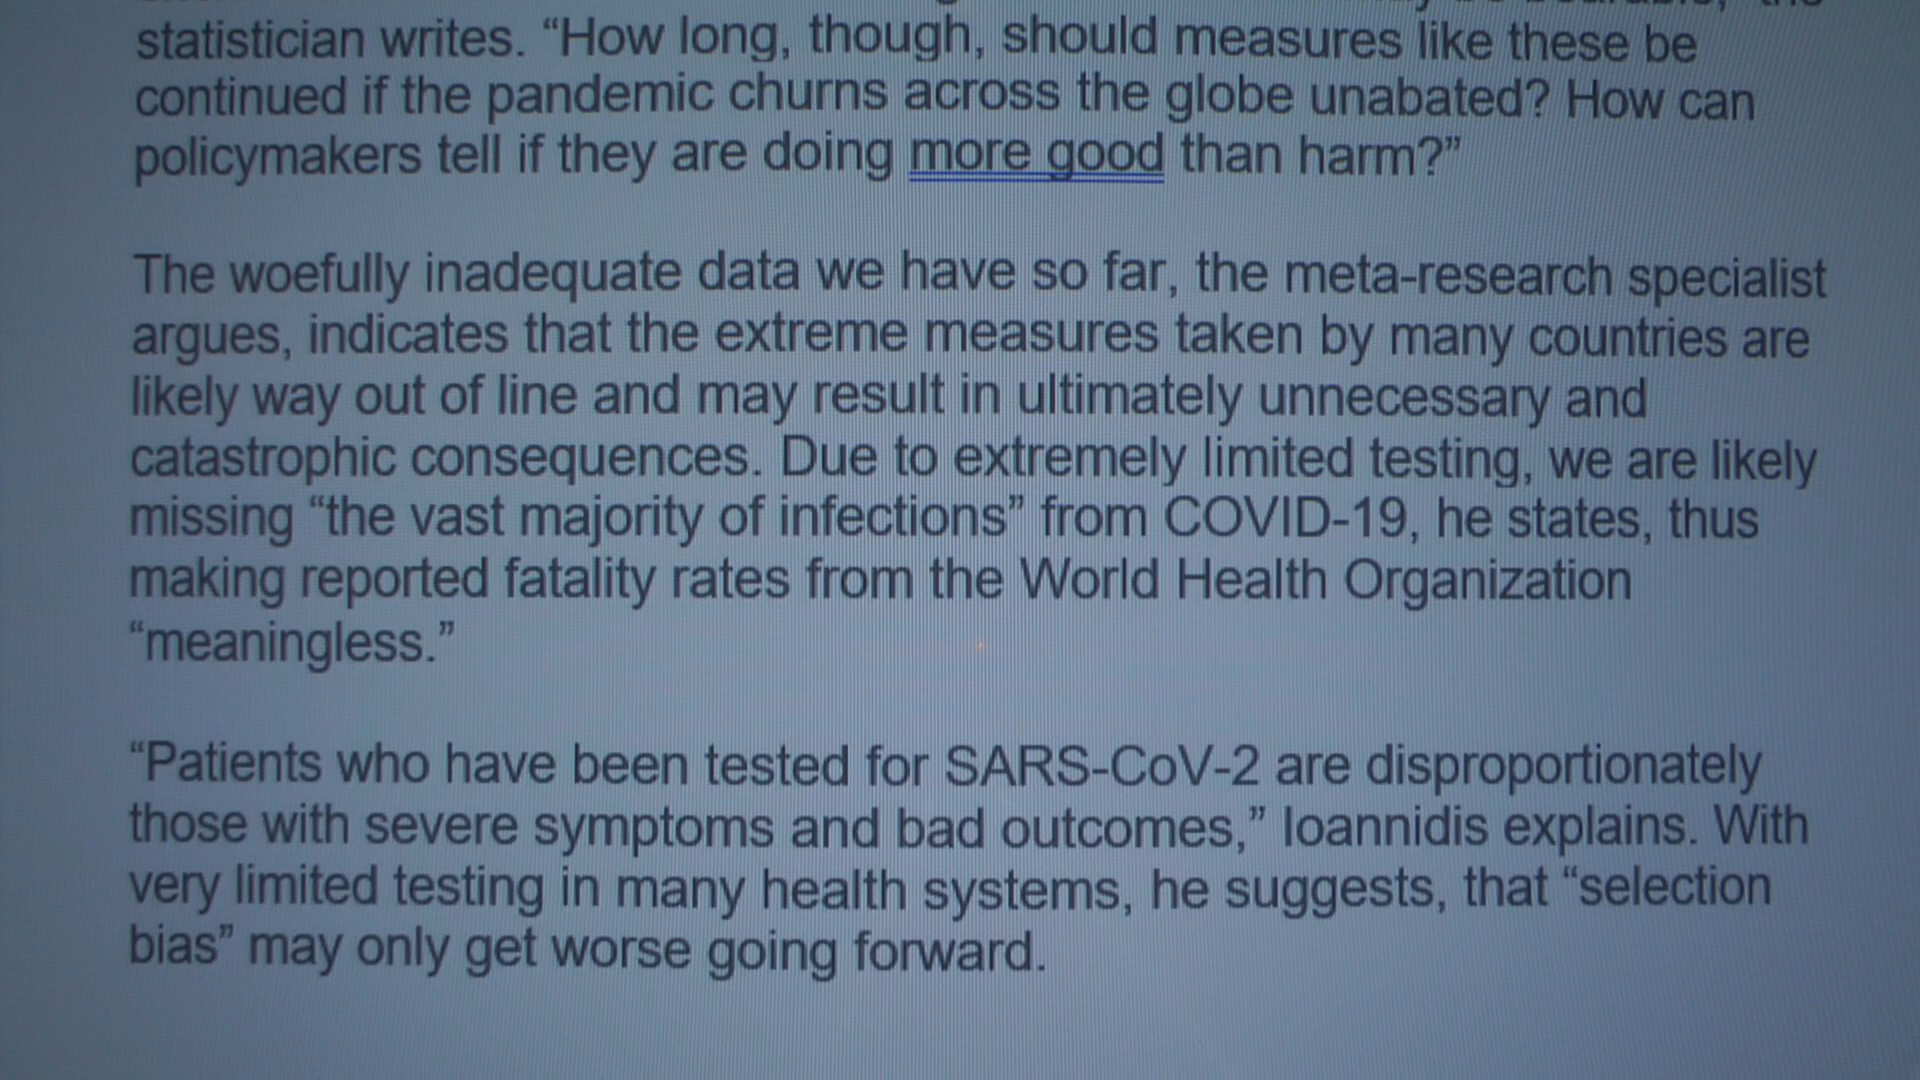 statistician writes. “How long, though, should measures like these be
continued if the pandemic churns across the globe unabated? How can
policymakers tell if they are doing more good than harm?”
The woefully inadequate data we have so far, the meta-research specialist
argues, indicates that the extreme measures taken by many countries are
likely way out of line and may result in ultimately unnecessary and
catastrophic consequences. Due to extremely limited testing, we are likely
missing “the vast majority of infections” from COVID-19, he states, thus
making reported fatality rates from the World Health Organization
“meaningless.”
“Patients who have been tested for SARS-CoV-2 are disproportionately
those with severe symptoms and bad outcomes,” Ioannidis explains. With
very limited testing in many health systems, he suggests, that “selection
bias” may only get worse going forward.